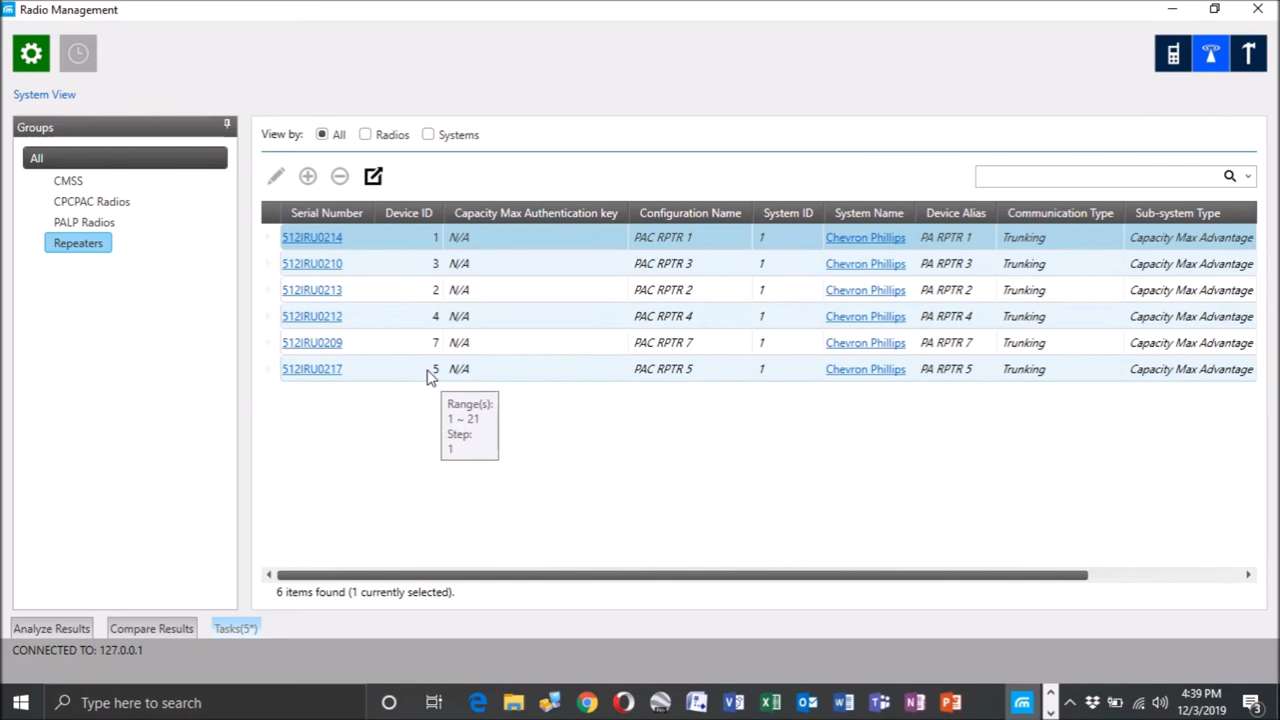 Radio Management
System View
Groups
All
CMSS
CPCPAC Radios
PALP Radios
Repeaters
View by: All Radios Systems
Serial Number Device ID Capacity Max Authentication key Configuration Name System ID System Name Device Alias Communication Type Sub-system Type
512IRU0214 1 N/A PAC RPTR 1 1 Chevron Phillips PA RPTR 1 Trunking Capacity Max Advantage
512IRU0210 3 N/A PAC RPTR 3 1 Chevron Phillips PA RPTR 3 Trunking Capacity Max Advantage
512IRU0213 2 N/A PAC RPTR 2 1 Chevron Phillips PA RPTR 2 Trunking Capacity Max Advantage
512IRU0212 4 N/A PAC RPTR 4 1 Chevron Phillips PA RPTR 4 Trunking Capacity Max Advantage
512IRU0209 7 N/A PAC RPTR 7 1 Chevron Phillips PA RPTR 7 Trunking Capacity Max Advantage
512IRU0217 5 N/A PAC RPTR 5 1 Chevron Phillips PA RPTR 5 Trunking Capacity Max Advantage
Range(s):
1 ~ 21
Step:
1
6 items found (1 currently selected).
Analyze Results Compare Results Tasks(5*)
CONNECTED TO: 127.0.0.1
Type here to search
4:39 PM
12/3/2019
3